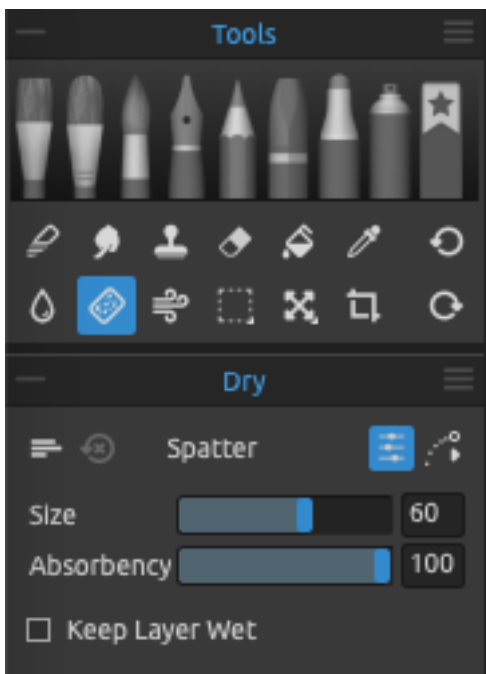 Tools
Dry
Spatter
Size 60
Absorbency 100
Keep Layer Wet